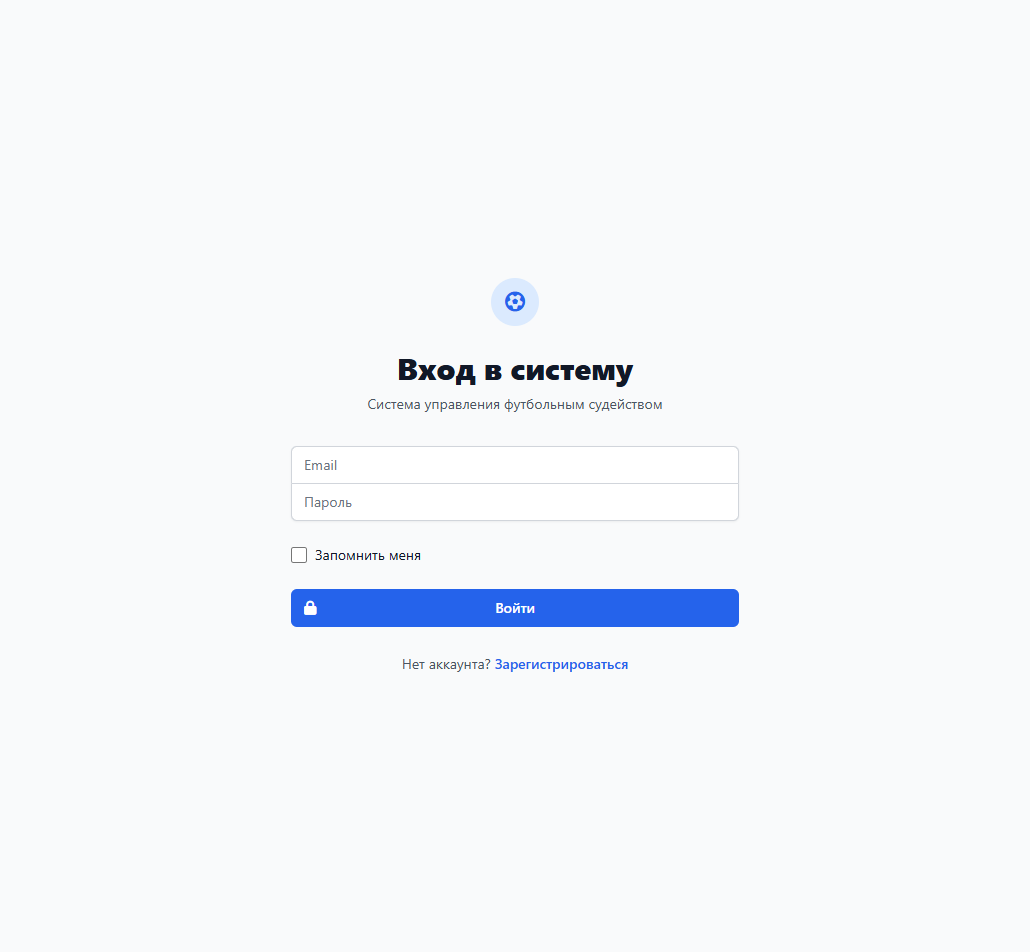 Вход в систему
Система управления футбольным судейством
Email
Пароль
Запомнить меня
Войти
Нет аккаунта? Зарегистрироваться